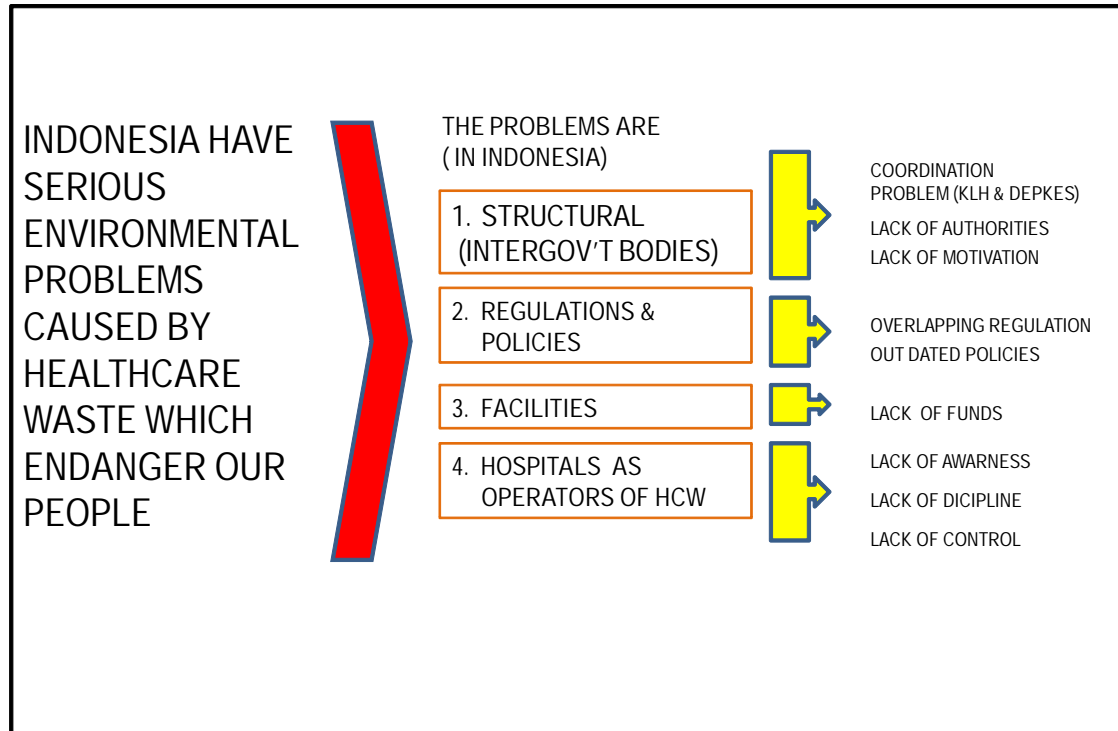 INDONESIA HAVE
SERIOUS
ENVIRONMENTAL
PROBLEMS
CAUSED BY
HEALTHCARE
WASTE WHICH
ENDANGER OUR
PEOPLE
THE PROBLEMS ARE
( IN INDONESIA)
1. STRUCTURAL
(INTERGOV'T BODIES)
2. REGULATIONS &
POLICIES
3. FACILITIES
4. HOSPITALS AS
OPERATORS OF HCW
COORDINATION
PROBLEM (KLH & DEPKES)
LACK OF AUTHORITIES
LACK OF MOTIVATION
OVERLAPPING REGULATION
OUT DATED POLICIES
LACK OF FUNDS
LACK OF AWARNESS
LACK OF DICIPLINE
LACK OF CONTROL